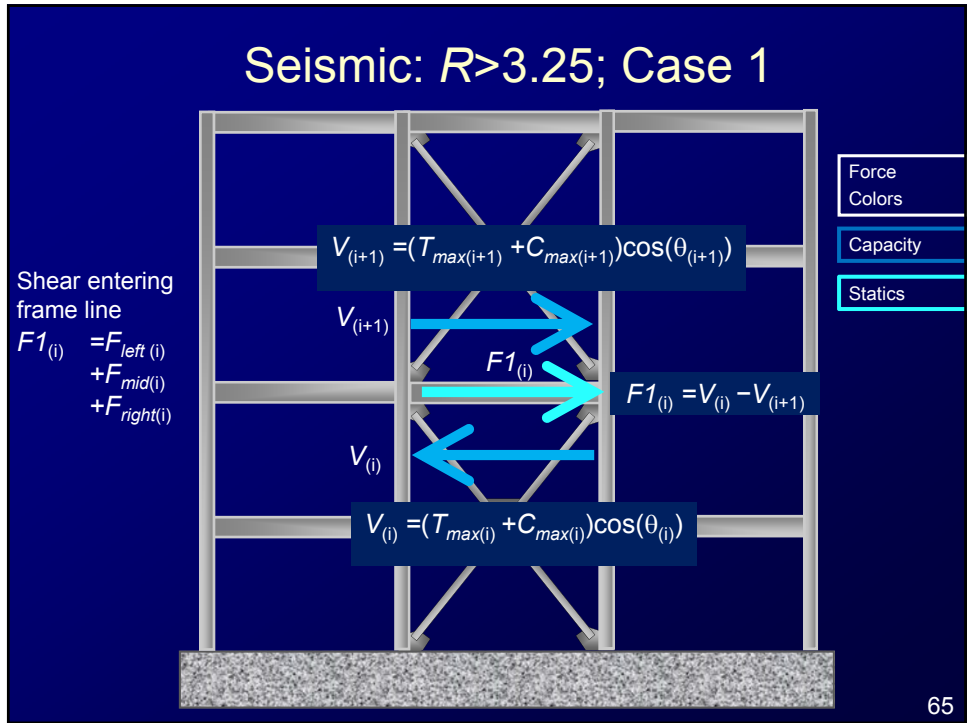 Seismic: R>3.25; Case 1
Force
Colors
Capacity
Statics
Shear entering
frame line
F1(i) =Fleft (i)
+Fmid(i)
+Fright(i)
V(i+1) =(Tmax(i+1) +Cmax(i+1))cos(θ(i+1))
V(i+1)
F1(i)
F1(i) =V(i) −V(i+1)
V(i)
V(i) =(Tmax(i) +Cmax(i))cos(θ(i))
65